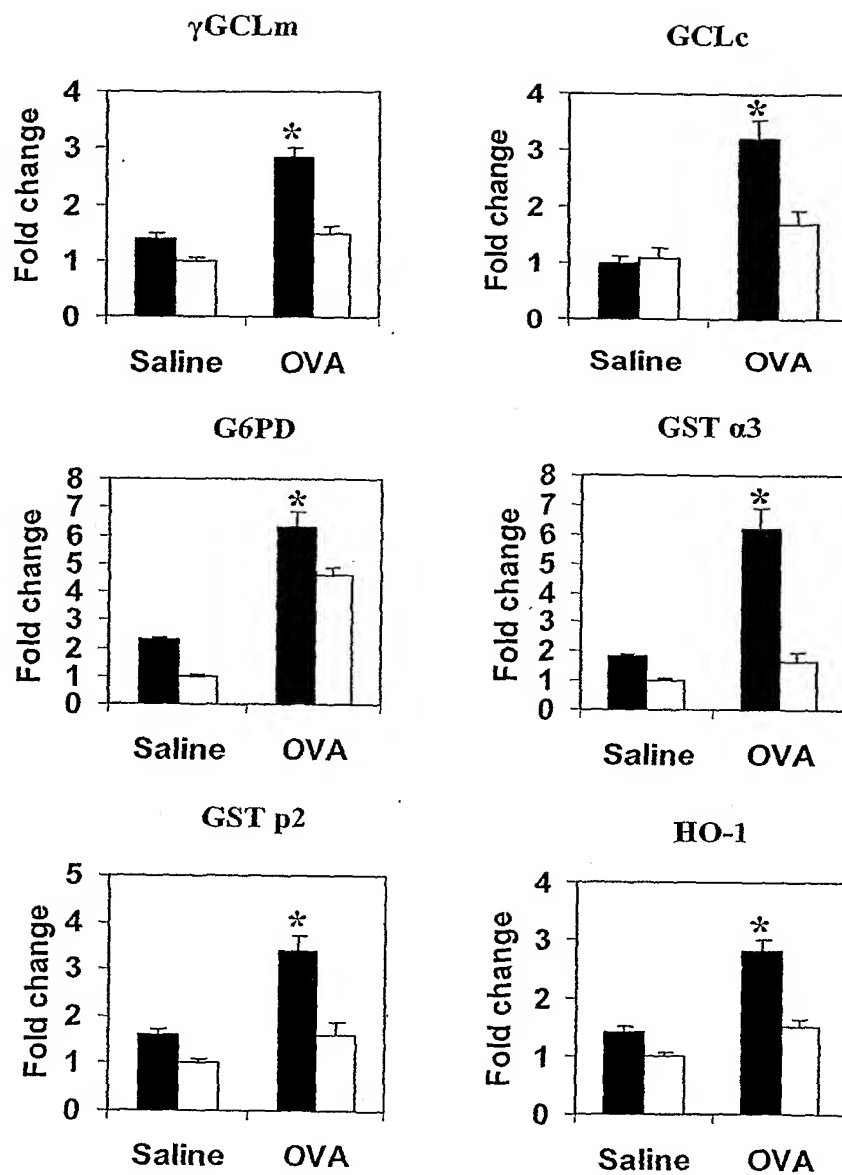 γGCLm
GCLc
Fold change
4
3
2
1
0
*
Saline OVA
Fold change
4
3
2
1
0
*
Saline OVA
G6PD
GST α3
Fold change
8
7
6
5
4
3
2
1
0
*
Saline OVA
Fold change
8
7
6
5
4
3
2
1
0
*
Saline OVA
GST p2
HO-1
Fold change
5
4
3
2
1
0
*
Saline OVA
Fold change
4
3
2
1
0
*
Saline OVA